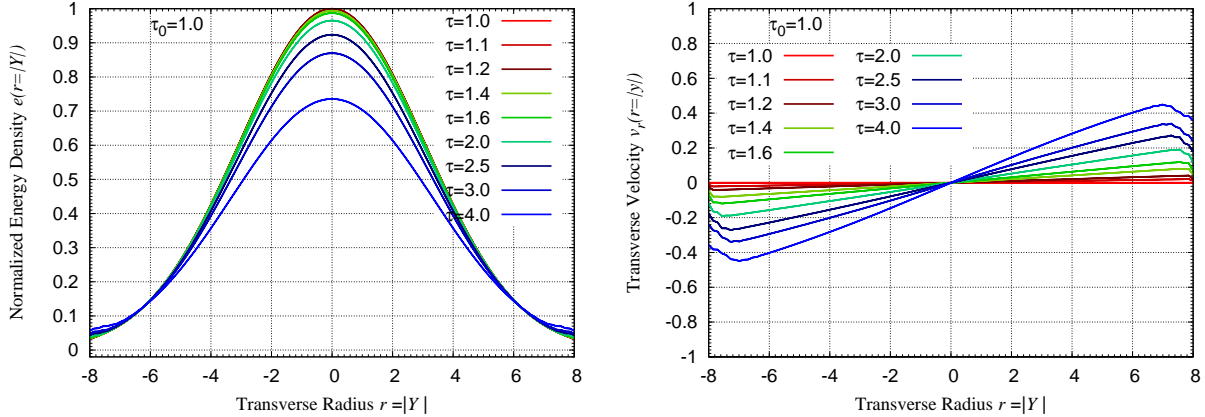 Normalized Energy Density e(r=|Y|)
1
0.9
0.8
0.7
0.6
0.5
0.4
0.3
0.2
0.1
0
τ0=1.0
τ=1.0
τ=1.1
τ=1.2
τ=1.4
τ=1.6
τ=2.0
τ=2.5
τ=3.0
τ=4.0
-8 -6 -4 -2 0 2 4 6 8
Transverse Radius r =|Y|
Transverse Velocity vr(r=|y|)
1
0.8
0.6
0.4
0.2
0
-0.2
-0.4
-0.6
-0.8
-1
τ0=1.0
τ=1.0 τ=2.0
τ=1.1 τ=2.5
τ=1.2 τ=3.0
τ=1.4 τ=4.0
τ=1.6
-8 -6 -4 -2 0 2 4 6 8
Transverse Radius r =|Y|